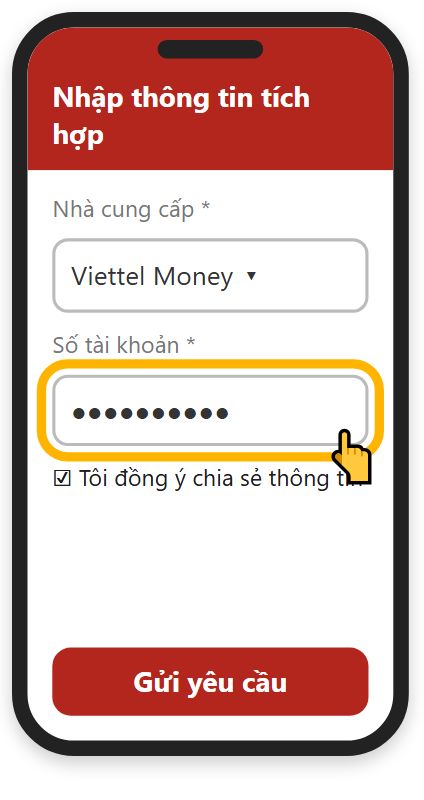 Nhập thông tin tích
hợp
Nhà cung cấp *
Viettel Money ▼
Số tài khoản *
●●●●●●●●●●
☑ Tôi đồng ý chia sẻ thông
Gửi yêu cầu